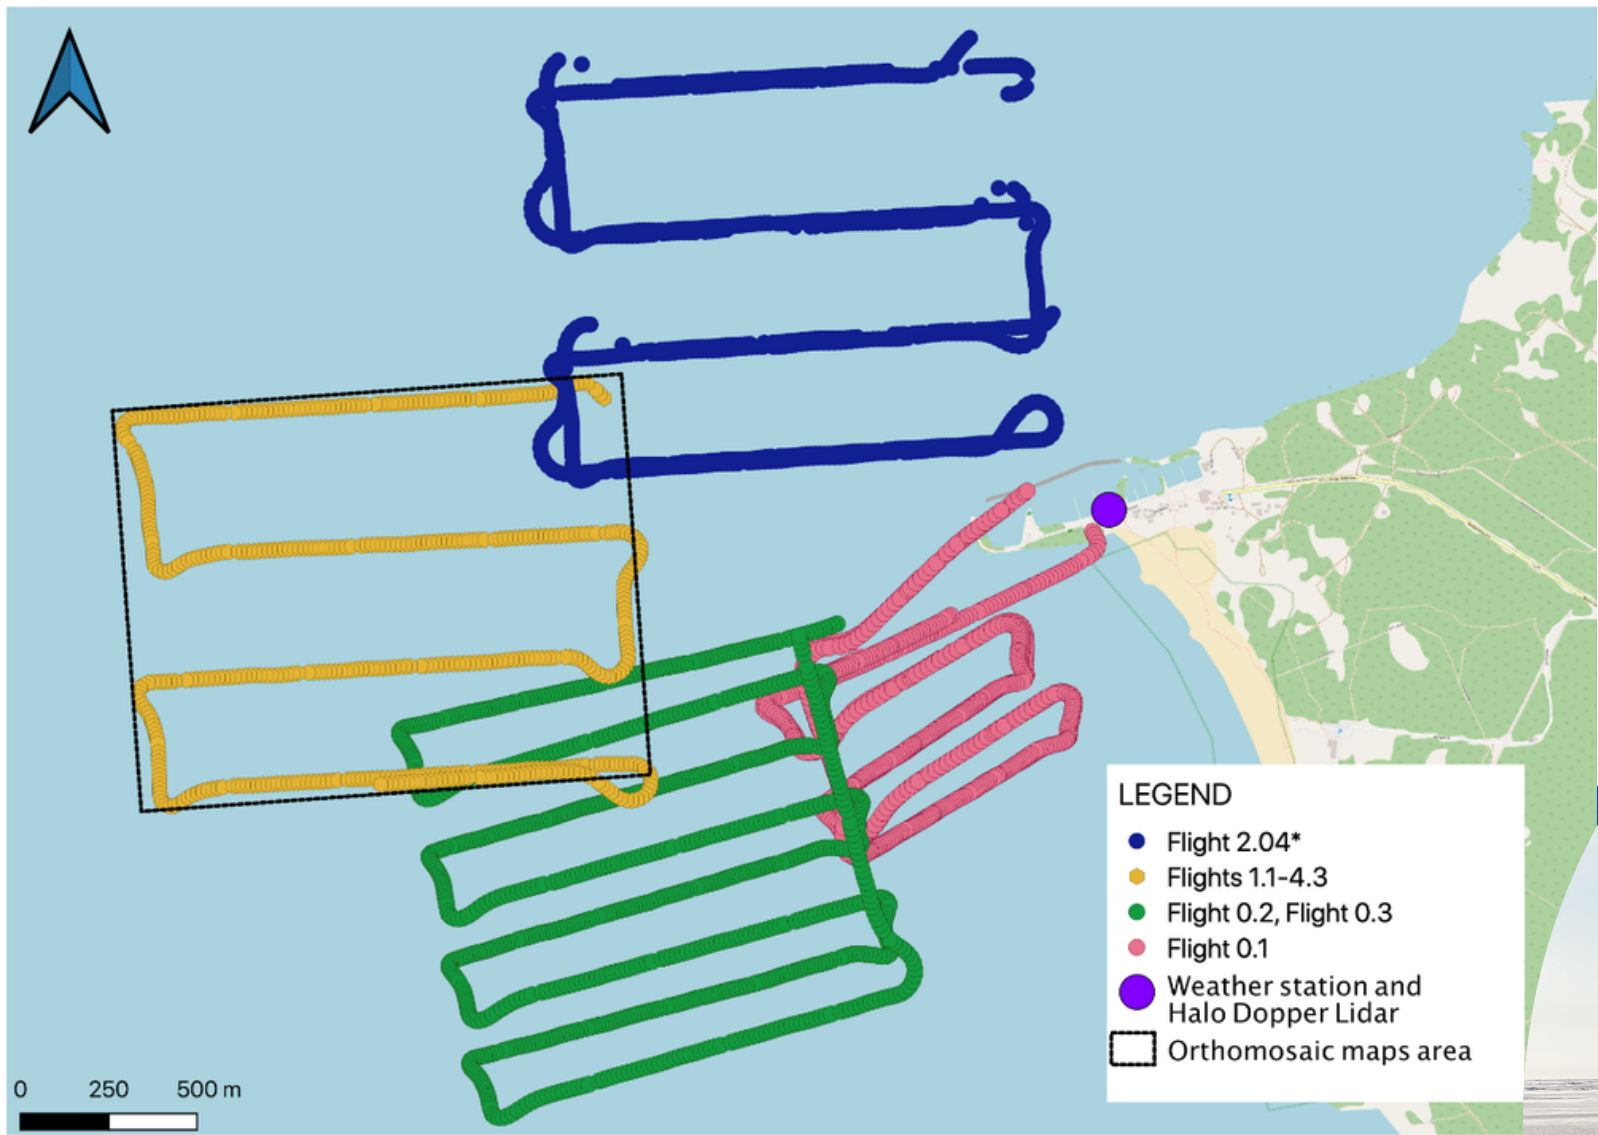 LEGEND
Flight 2.04*
Flights 1.1-4.3
Flight 0.2, Flight 0.3
Flight 0.1
Weather station and
Halo Dopper Lidar
Orthomosaic maps area
0 250 500 m